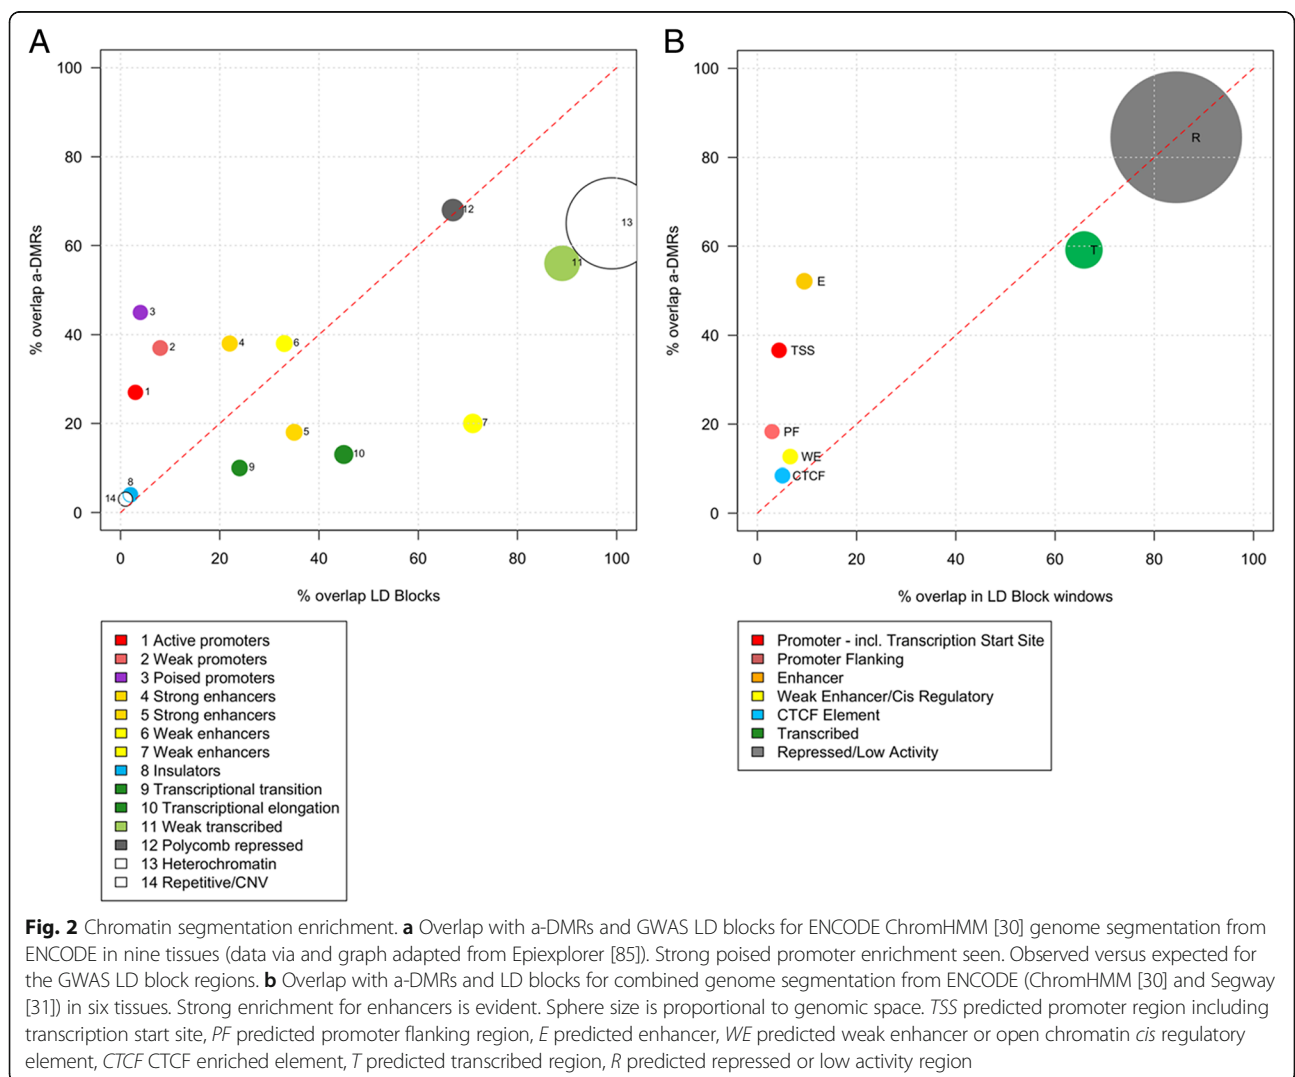 A
B
100
80
60
40
20
0
% overlap a-DMRs
13
12
11
3
2
4
6
1
7
5
10
9
8
14
0 20 40 60 80 100
% overlap LD Blocks
100
80
60
40
20
0
% overlap a-DMRs
R
T
E
TSS
PF
WE
CTCF
0 20 40 60 80 100
% overlap in LD Block windows
1 Active promoters
2 Weak promoters
3 Poised promoters
4 Strong enhancers
5 Strong enhancers
6 Weak enhancers
7 Weak enhancers
8 Insulators
9 Transcriptional transition
10 Transcriptional elongation
11 Weak transcribed
12 Polycomb repressed
13 Heterochromatin
14 Repetitive/CNV
Promoter - incl. Transcription Start Site
Promoter Flanking
Enhancer
Weak Enhancer/Cis Regulatory
CTCF Element
Transcribed
Repressed/Low Activity
Fig. 2 Chromatin segmentation enrichment. a Overlap with a-DMRs and GWAS LD blocks for ENCODE ChromHMM [30] genome segmentation from
ENCODE in nine tissues (data via and graph adapted from Epiexplorer [85]). Strong poised promoter enrichment seen. Observed versus expected for
the GWAS LD block regions. b Overlap with a-DMRs and LD blocks for combined genome segmentation from ENCODE (ChromHMM [30] and Segway
[31]) in six tissues. Strong enrichment for enhancers is evident. Sphere size is proportional to genomic space. TSS predicted promoter region including
transcription start site, PF predicted promoter flanking region, E predicted enhancer, WE predicted weak enhancer or open chromatin cis regulatory
element, CTCF CTCF enriched element, T predicted transcribed region, R predicted repressed or low activity region